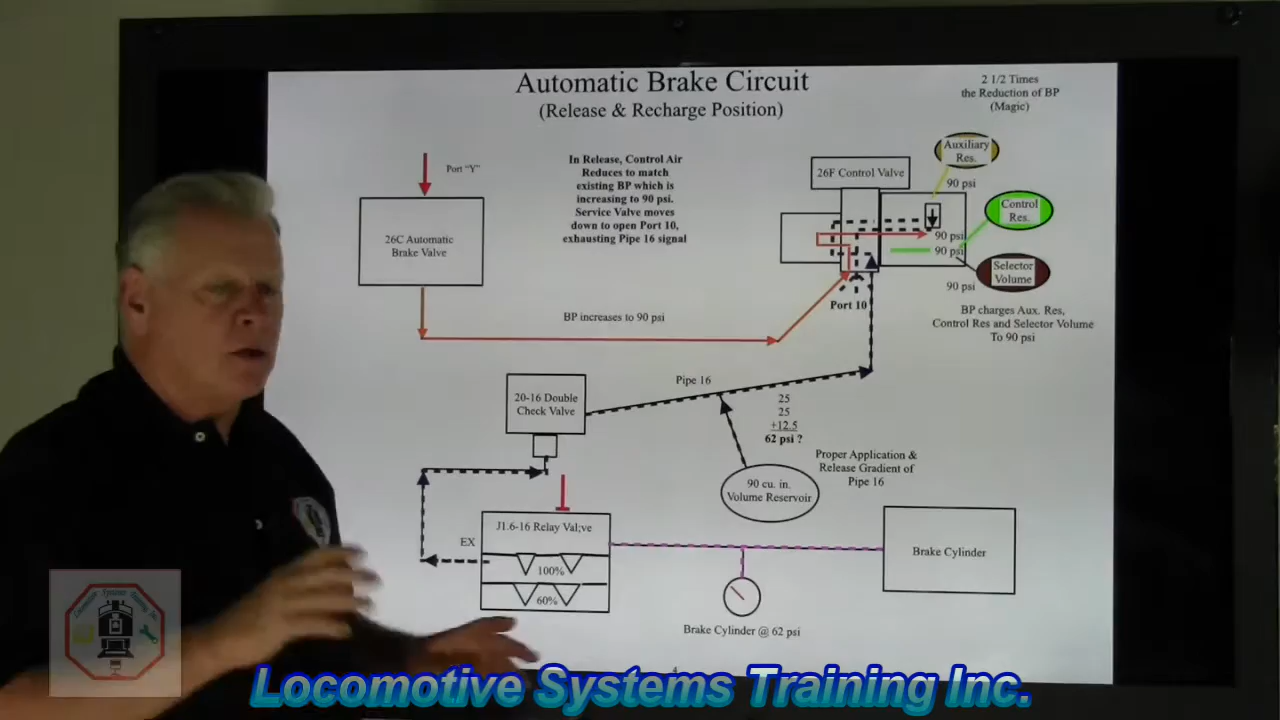 Automatic Brake Circuit
(Release & Recharge Position)
2 1/2 Times
the Reduction of BP
(Magic)
Port "Y"
In Release, Control Air
Reduces to match
existing BP which is
increasing to 90 psi.
Service Valve moves
down to open Port 10,
exhausting Pipe 16 signal
26F Control Valve
Auxiliary
Res.
90 psi
Control
Res.
90 psi
90 psi
Selector
Volume
90 psi
26C Automatic
Brake Valve
Port 10
BP charges Aux. Res,
Control Res and Selector Volume
To 90 psi
BP increases to 90 psi
20-16 Double
Check Valve
Pipe 16
25
25
+12.5
62 psi ?
Proper Application &
Release Gradient of
Pipe 16
90 cu. in.
Volume Reservoir
J1.6-16 Relay Val;ve
EX
100%
60%
Brake Cylinder
Brake Cylinder @ 62 psi
Locomotive Systems Training Inc.
Locomotive Systems Training Inc.